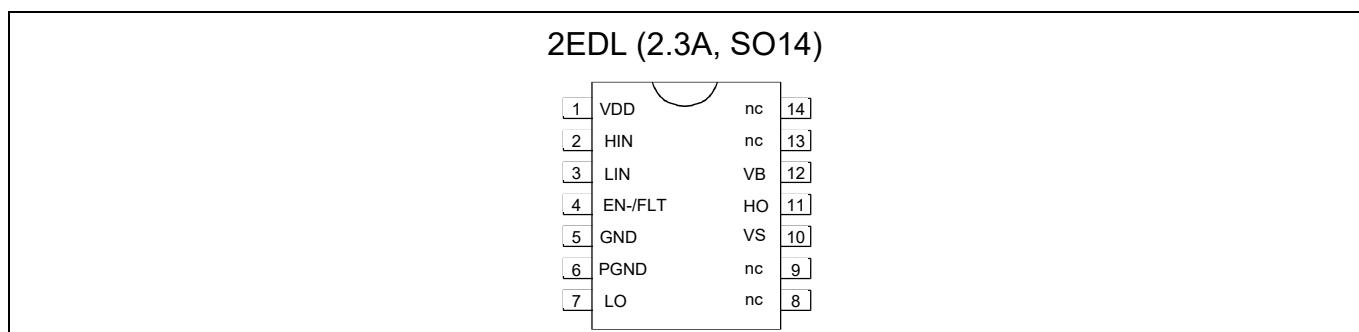 2EDL (2.3A, SO14)
1 VDD nc 14
2 HIN nc 13
3 LIN VB 12
4 EN-/FLT HO 11
5 GND VS 10
6 PGND nc 9
7 LO nc 8